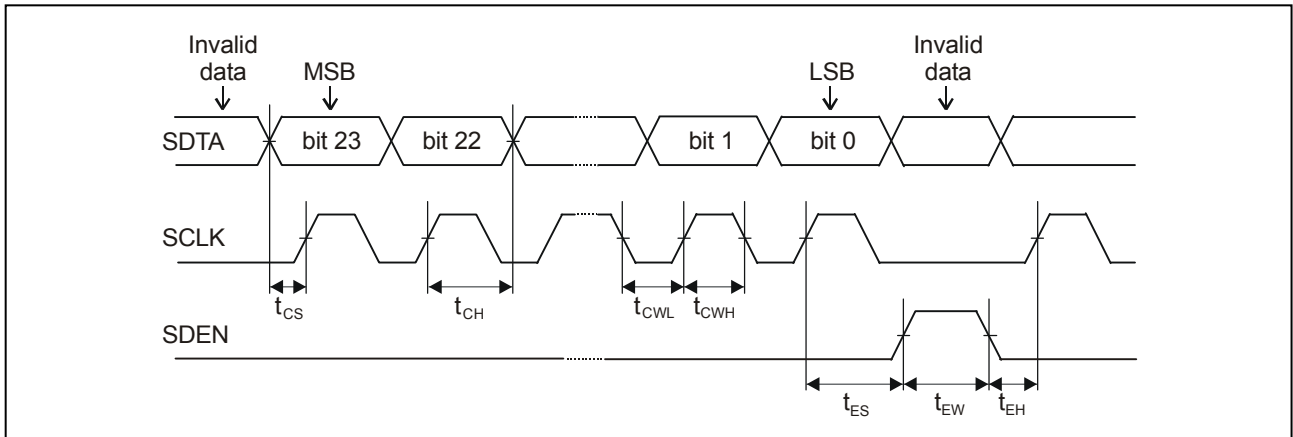 Invalid
data
MSB
LSB
Invalid
data
SDTA
bit 23
bit 22
bit 1
bit 0
SCLK
tCS
tCH
tCWL
tCWH
SDEN
tES
tEW
tEH